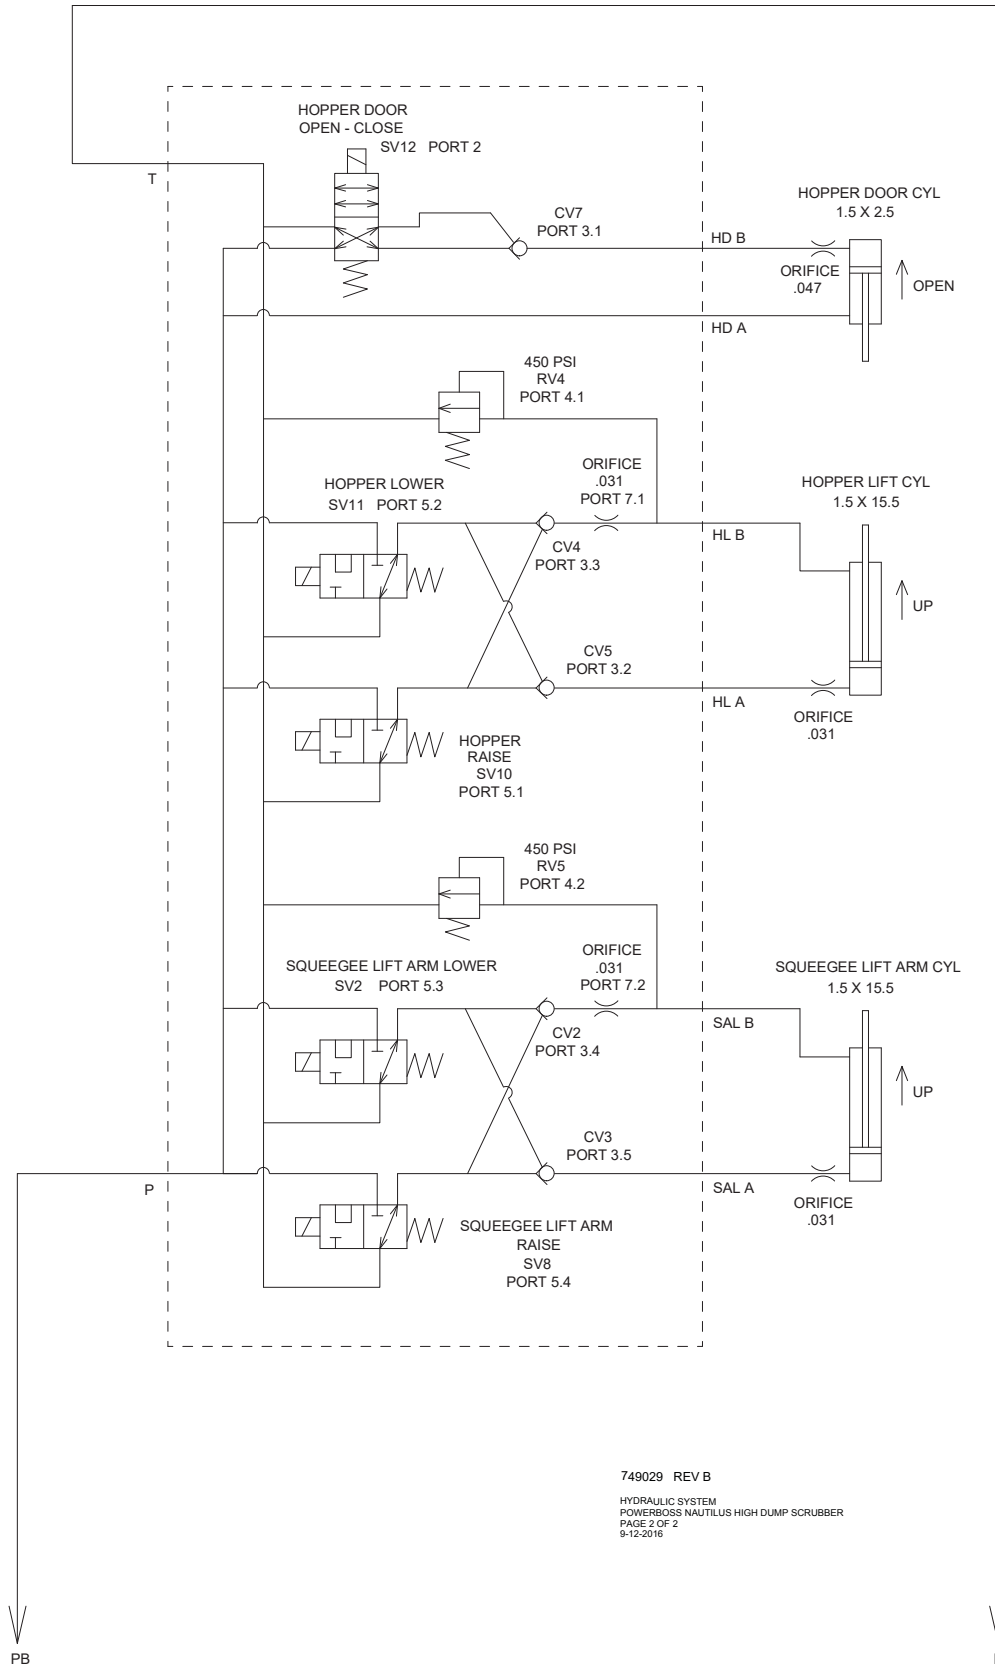 HOPPER DOOR
OPEN - CLOSE
SV12 PORT 2
T
CV7
PORT 3.1
HOPPER DOOR CYL
1.5 X 2.5
HD B
ORIFICE
.047
OPEN
HD A
450 PSI
RV4
PORT 4.1
HOPPER LOWER
SV11 PORT 5.2
ORIFICE
.031
PORT 7.1
HOPPER LIFT CYL
1.5 X 15.5
CV4
PORT 3.3
HL B
UP
CV5
PORT 3.2
HL A
ORIFICE
.031
HOPPER
RAISE
SV10
PORT 5.1
450 PSI
RV5
PORT 4.2
SQUEEGEE LIFT ARM LOWER
SV2 PORT 5.3
ORIFICE
.031
PORT 7.2
SQUEEGEE LIFT ARM CYL
1.5 X 15.5
CV2
PORT 3.4
SAL B
UP
CV3
PORT 3.5
P
SAL A
ORIFICE
.031
SQUEEGEE LIFT ARM
RAISE
SV8
PORT 5.4
749029 REV B
HYDRAULIC SYSTEM
POWERBOSS NAUTILUS HIGH DUMP SCRUBBER
PAGE 2 OF 2
9-12-2016
PB